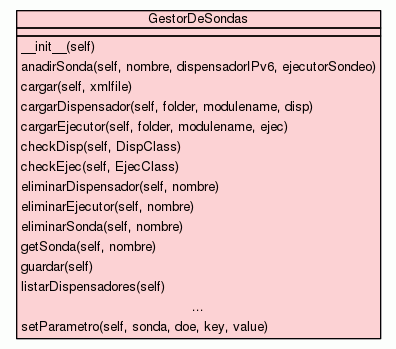 GestorDeSondas
__init__(self)
anadirSonda(self, nombre, dispensadorIPv6, ejecutorSondeo)
cargar(self, xmlfile)
cargarDispensador(self, folder, modulename, disp)
cargarEjecutor(self, folder, modulename, ejec)
checkDisp(self, DispClass)
checkEjec(self, EjecClass)
eliminarDispensador(self, nombre)
eliminarEjecutor(self, nombre)
eliminarSonda(self, nombre)
getSonda(self, nombre)
guardar(self)
listarDispensadores(self)
...
setParametro(self, sonda, doe, key, value)